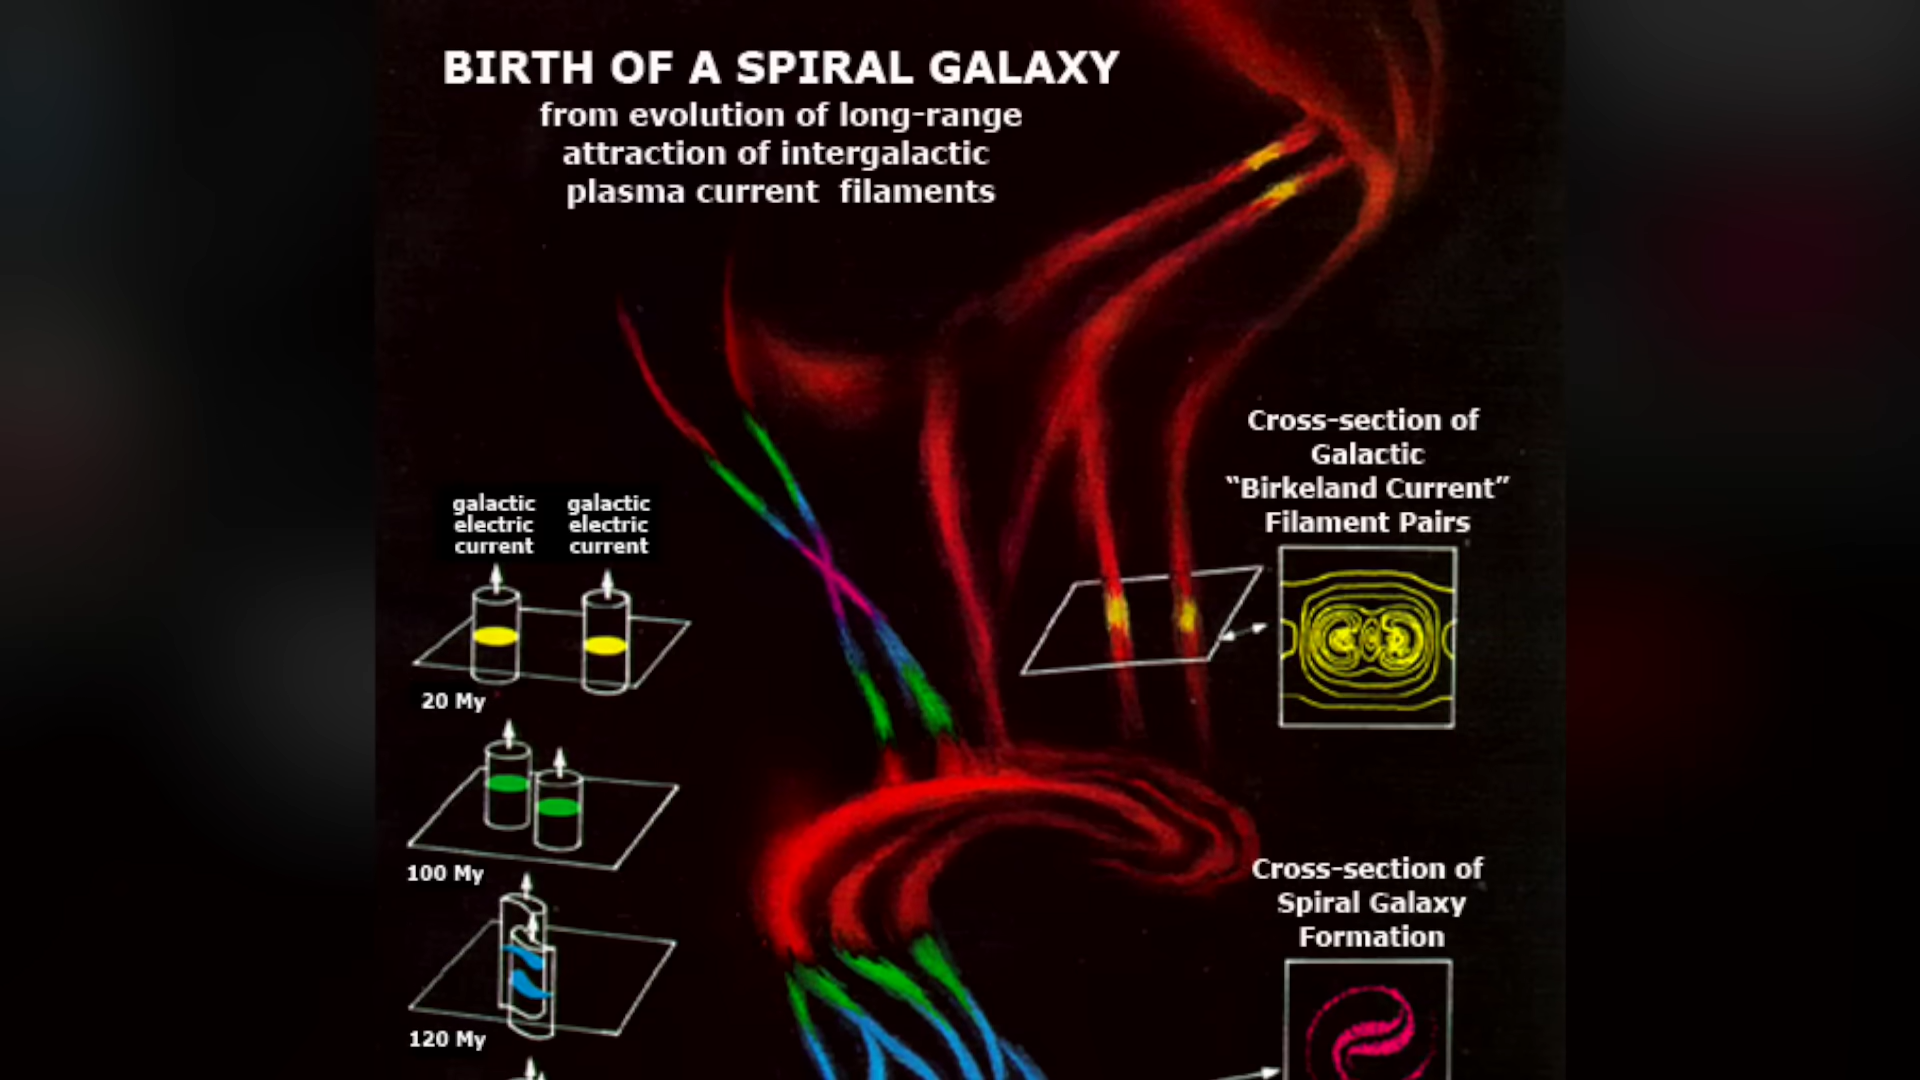 BIRTH OF A SPIRAL GALAXY
from evolution of long-range
attraction of intergalactic
plasma current filaments
Cross-section of
Galactic
“Birkeland Current”
Filament Pairs
galactic
electric
current
galactic
electric
current
20 My
100 My
120 My
Cross-section of
Spiral Galaxy
Formation